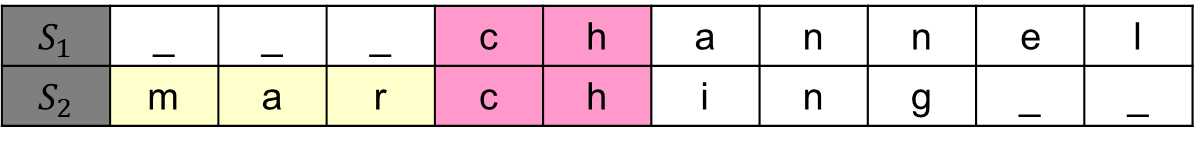 S₁ _ _ _ c h a n n e l
S₂ m a r c h i n g _ _